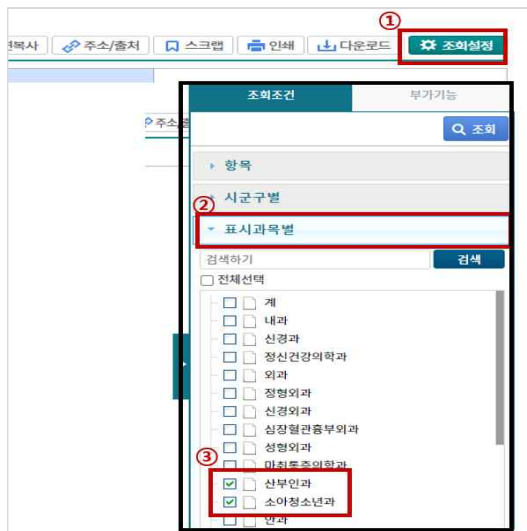 ①
면복사 주소/출처 스크랩 인쇄 다운로드 조회설정
조회조건 부가기능
주소/출
조회
항목
시군구별
②
표시과목별
검색하기 검색
전체선택
계
내과
신경과
정신건강의학과
외과
정형외과
신경외과
심장혈관흉부외과
성형외과
마취통증의학과
③
산부인과
소아청소년과
안과